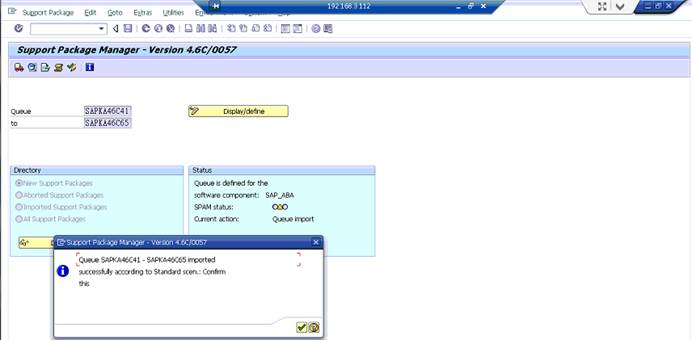 192.168.3.112
Support Package Edit Goto Extras Utilities
Support Package Manager - Version 4.6C/0057
Queue SAPKA46C41 Display/define
to SAPKA46C65
Directory
New Support Packages
Aborted Support Packages
Imported Support Packages
All Support Packages
Status
Queue is defined for the
software component: SAP_ABA
SPAM status:
Current action: Queue import
Support Package Manager - Version 4.6C/0057
Queue SAPKA46C41 - SAPKA46C65 imported
successfully according to Standard scen.: Confirm
this